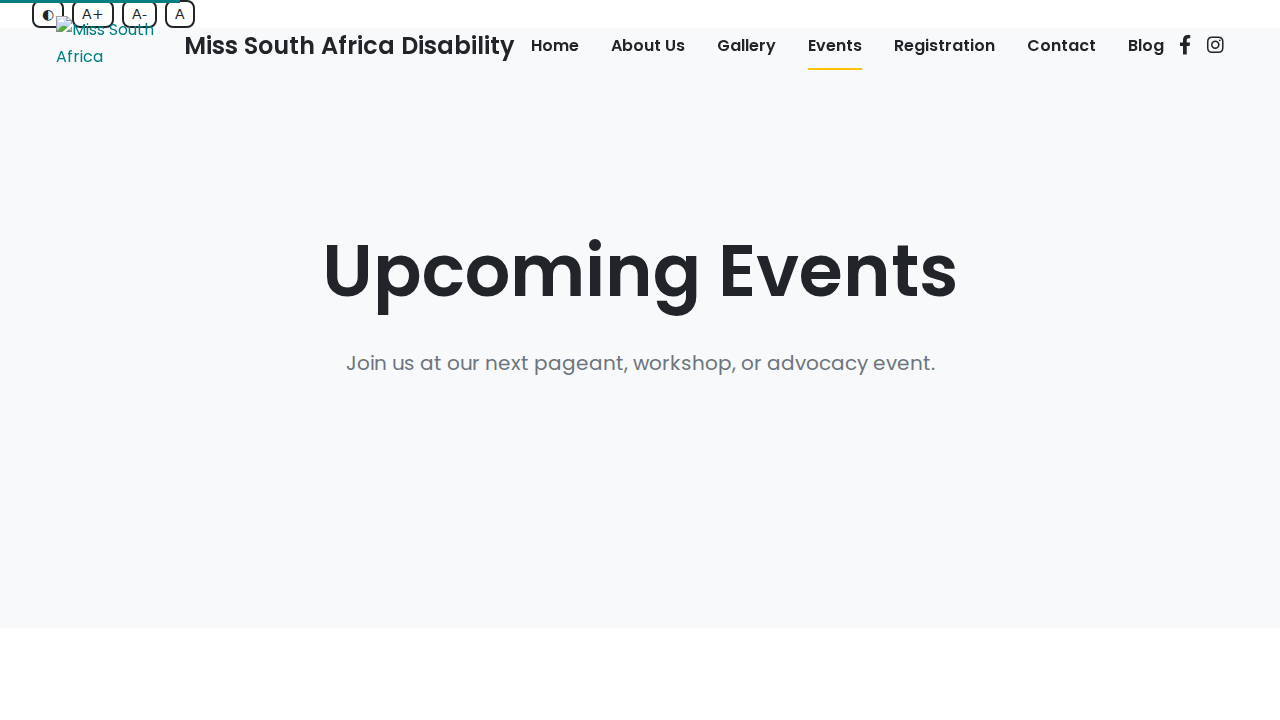 ◐ A+ A- A
Miss South
Africa
Miss South Africa Disability Home About Us Gallery Events Registration Contact Blog
Upcoming Events
Join us at our next pageant, workshop, or advocacy event.